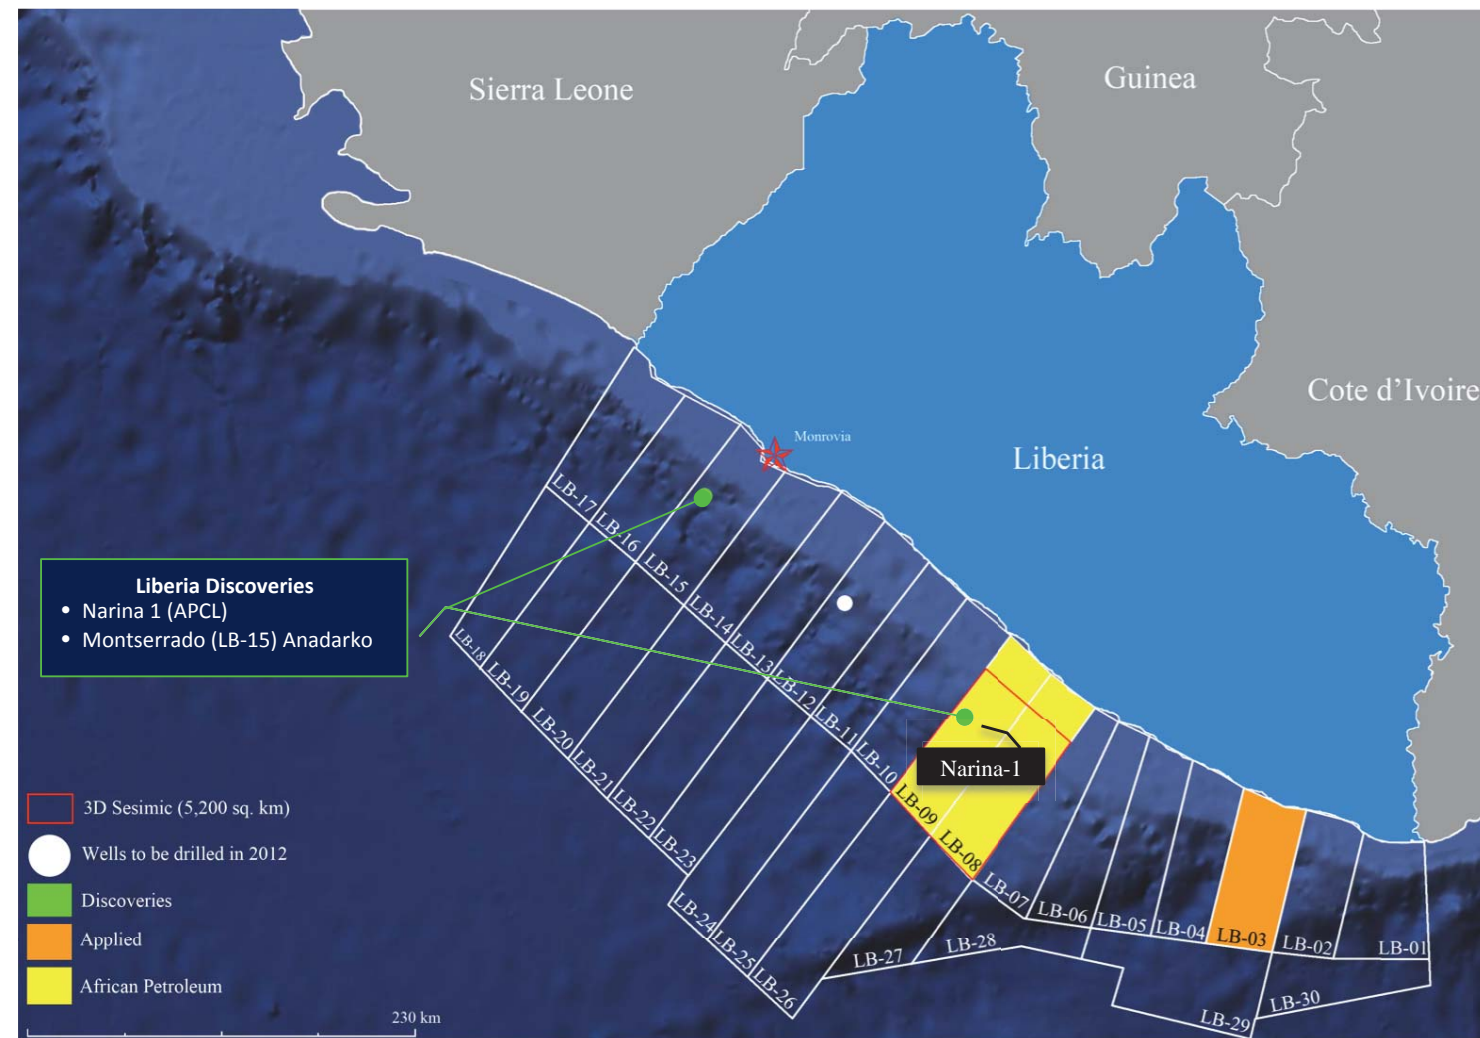 Sierra Leone
Guinea
Cote d’Ivoire
Monrovia
Liberia
LB-17
LB-16
LB-15
LB-14
LB-13
LB-12
LB-11
LB-10
LB-09
LB-08
LB-07
LB-06
LB-05
LB-04
LB-03
LB-02
LB-01
LB-18
LB-19
LB-20
LB-21
LB-22
LB-23
LB-24
LB-25
LB-26
LB-27
LB-28
LB-29
LB-30
Narina-1
Liberia Discoveries
• Narina 1 (APCL)
• Montserrado (LB-15) Anadarko
3D Sesimic (5,200 sq. km)
Wells to be drilled in 2012
Discoveries
Applied
African Petroleum
230 km